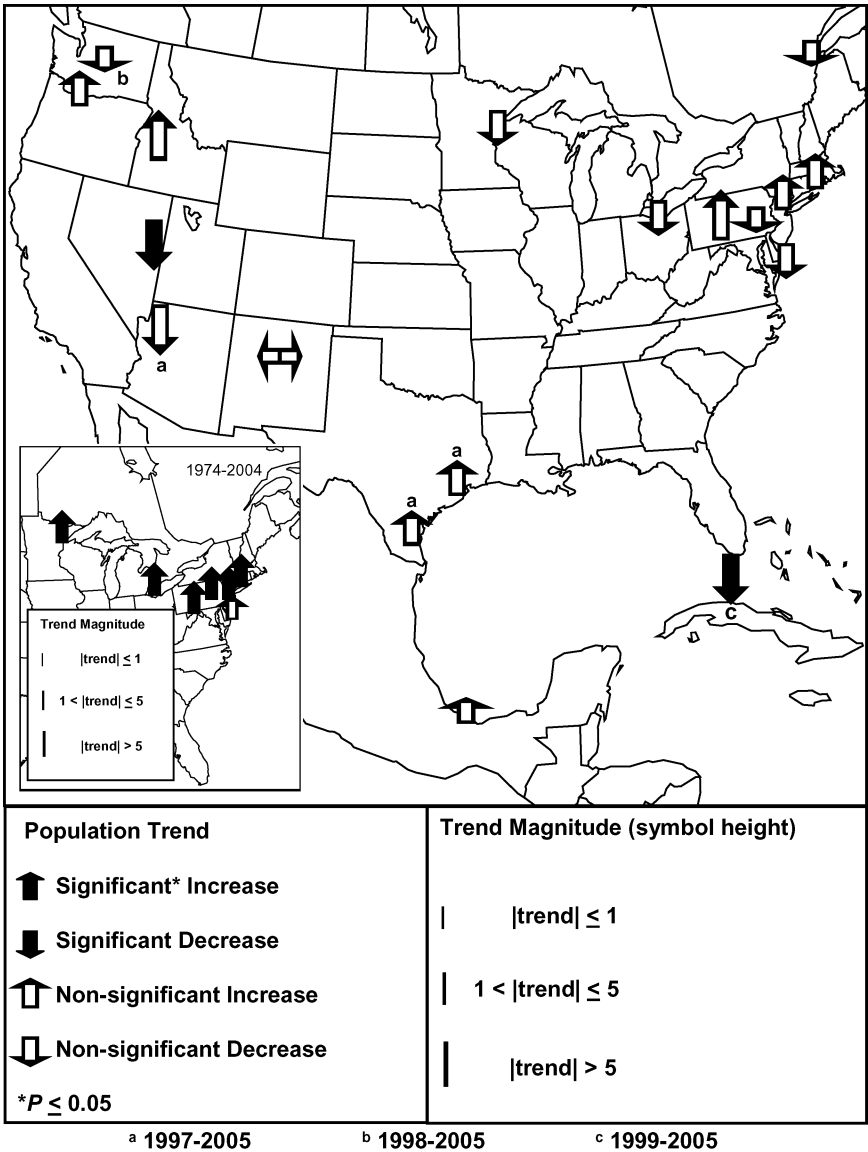 b
a
a
a
c
1974-2004
Trend Magnitude
|trend| ≤ 1
1 < |trend| ≤ 5
|trend| > 5
Population Trend
Significant* Increase
Significant Decrease
Non-significant Increase
Non-significant Decrease
*P ≤ 0.05
Trend Magnitude (symbol height)
|trend| ≤ 1
1 < |trend| ≤ 5
|trend| > 5
a 1997-2005 b 1998-2005 c 1999-2005